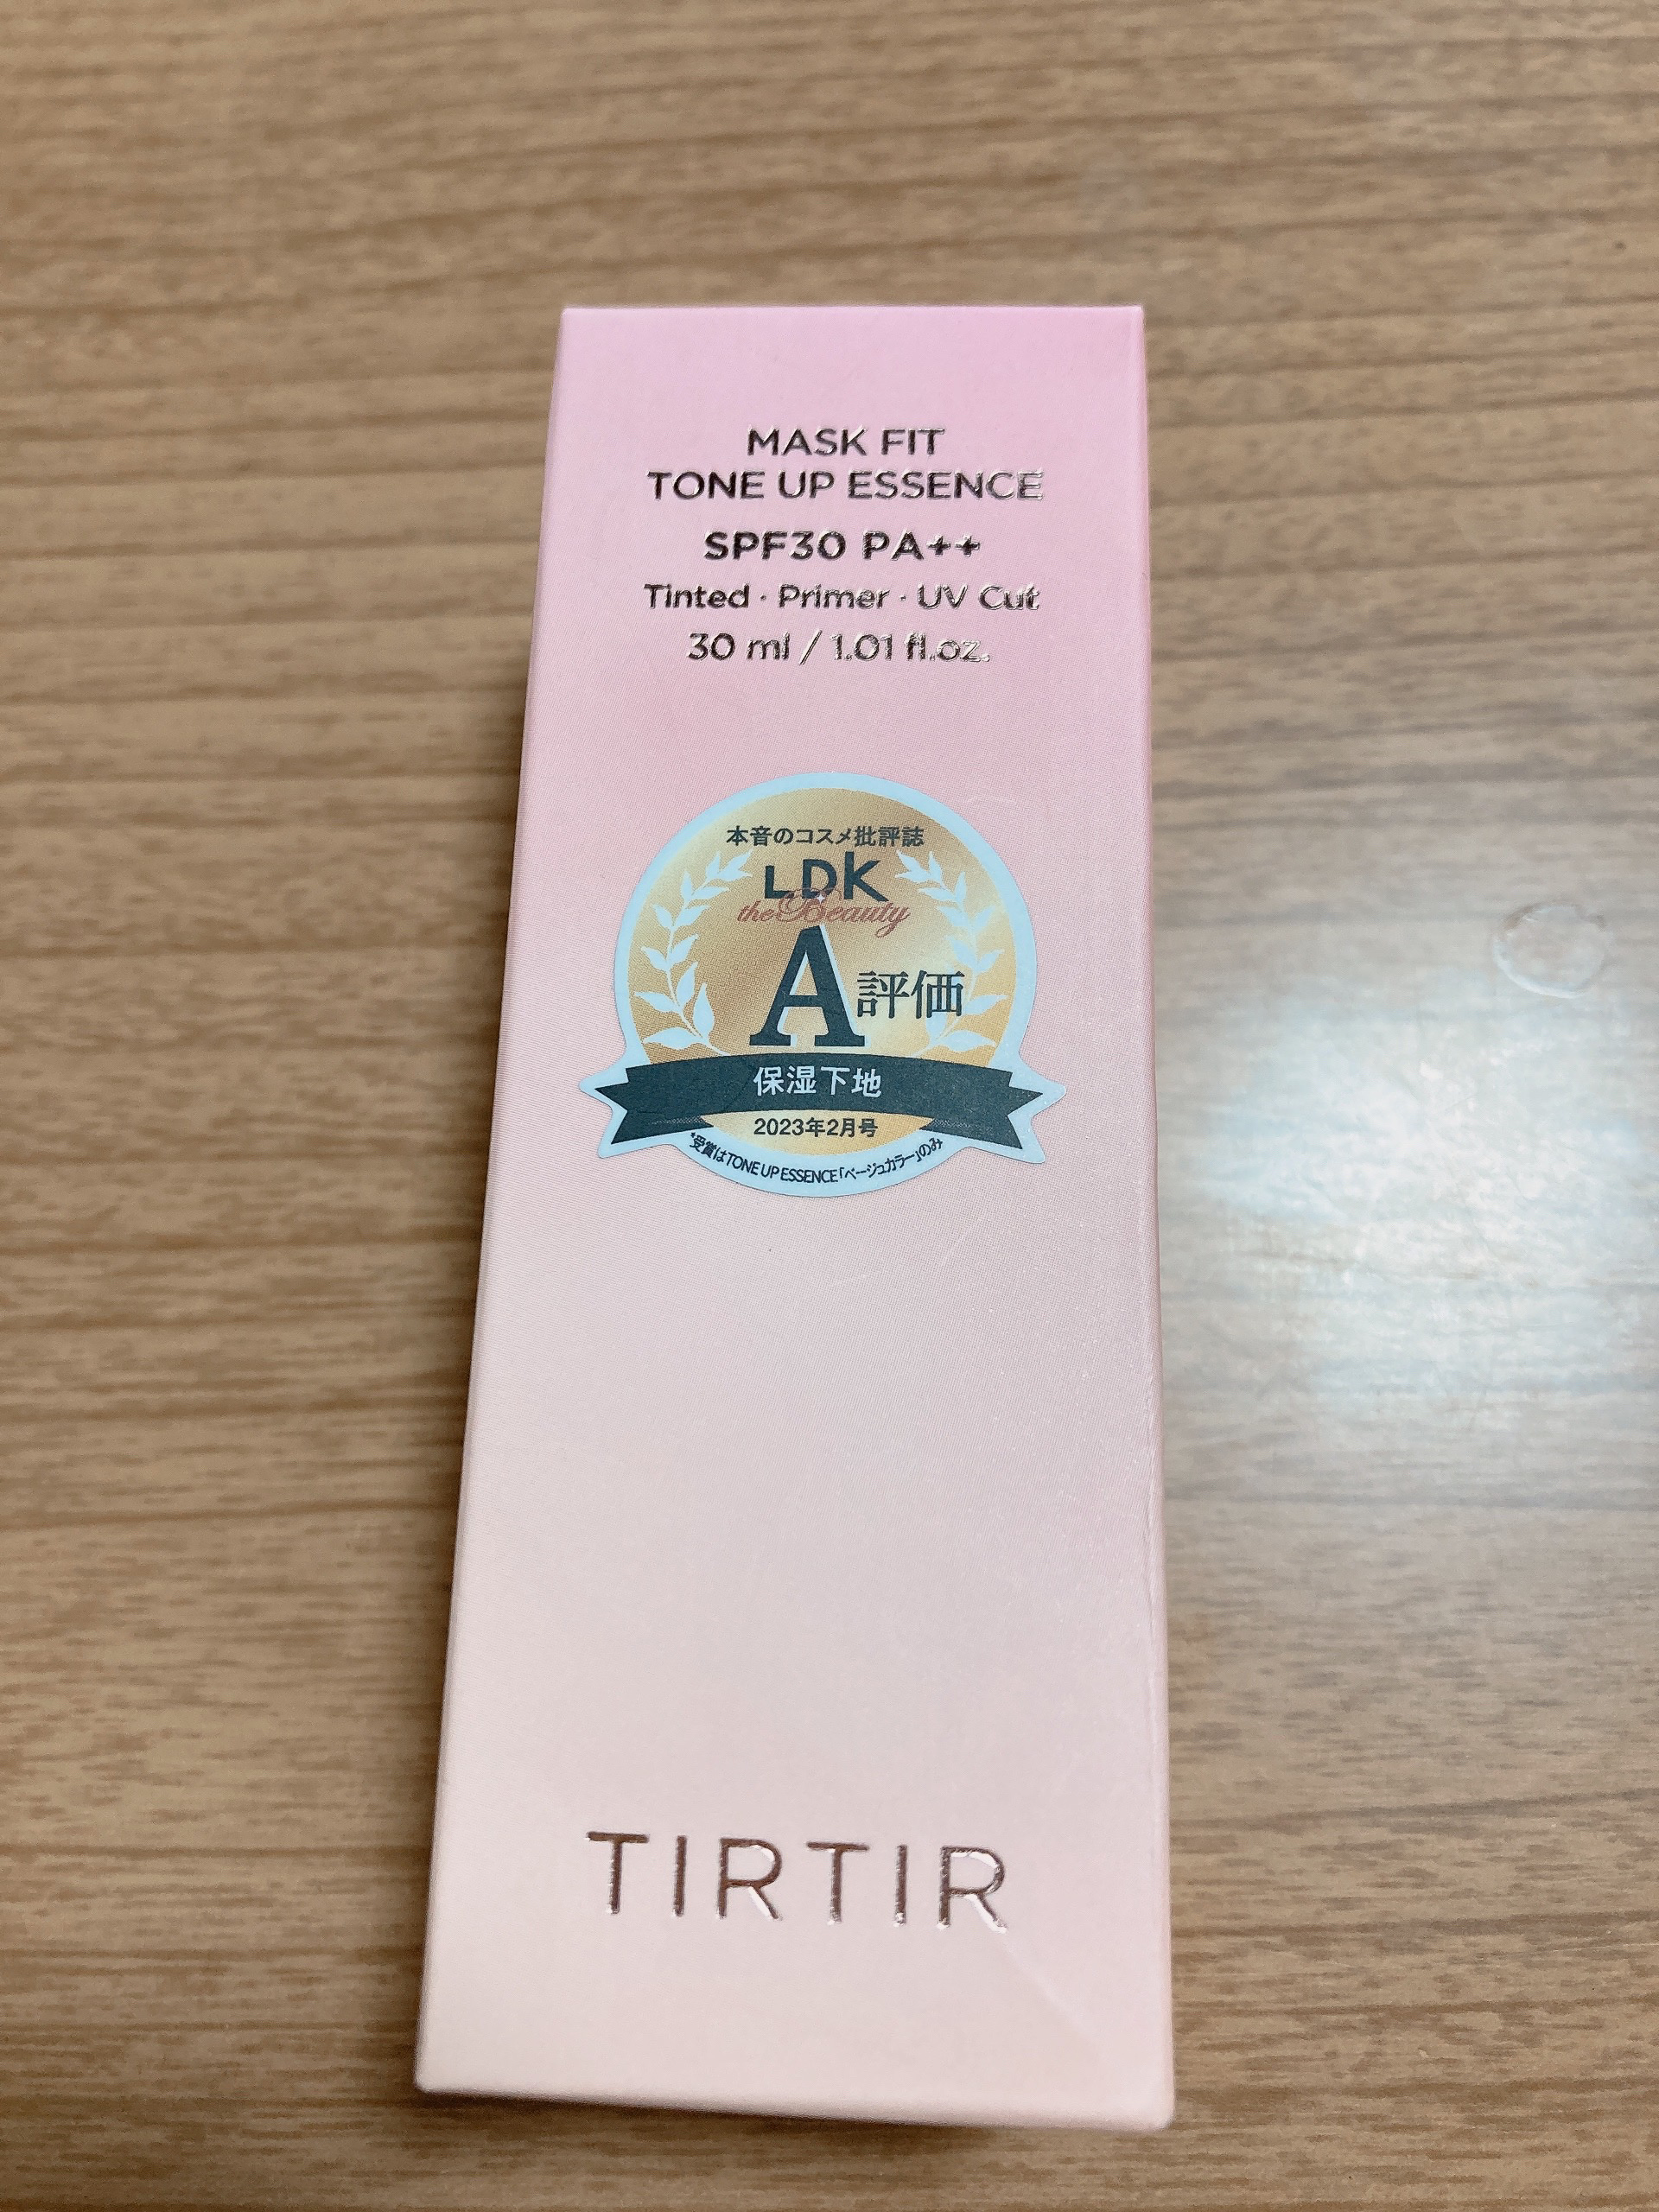 MASK FIT
TONE UP ESSENCE
SPF30 PA++
Tinted · Primer · UV Cut
30 ml / 1.01 fl.oz.
本音のコスメ批評誌
LDK
the Beauty
A評価
保湿下地
2023年2月号
*受賞はTONE UP ESSENCE「ベージュカラー」のみ
TIRTIR